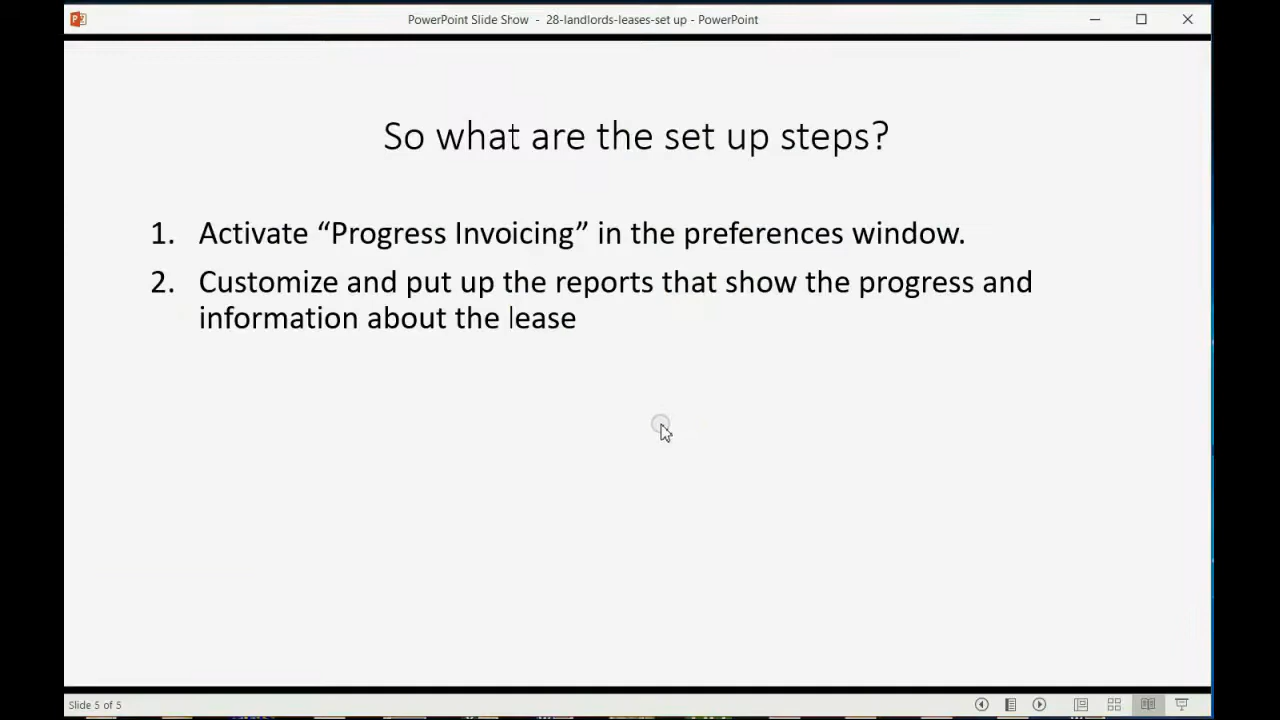 PowerPoint Slide Show - 28-landlords-leases-set up - PowerPoint
So what are the set up steps?
1. Activate “Progress Invoicing” in the preferences window.
2. Customize and put up the reports that show the progress and
information about the lease
Slide 5 of 5